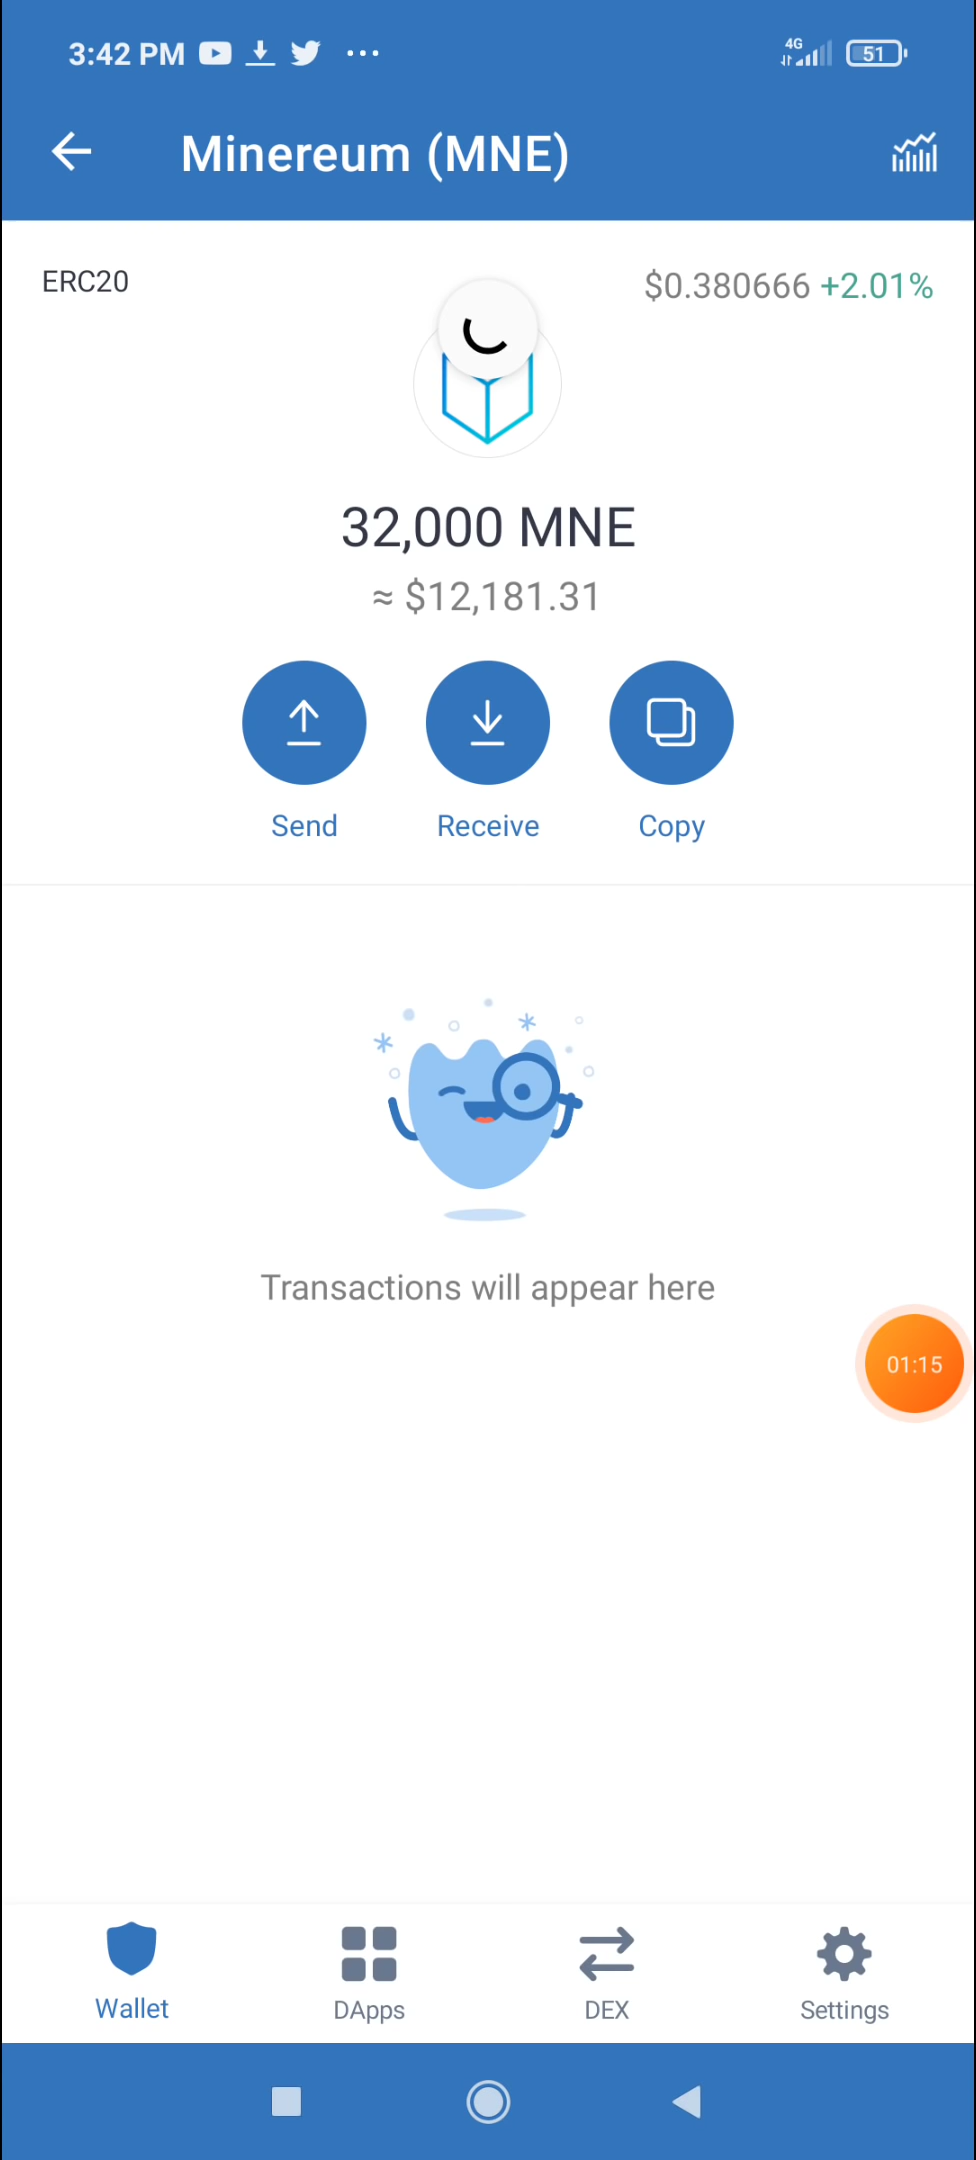 3:42 PM
4G
51
Minereum (MNE)
ERC20
$0.380666 +2.01%
32,000 MNE
≈ $12,181.31
Send
Receive
Copy
Transactions will appear here
01:15
Wallet
DApps
DEX
Settings